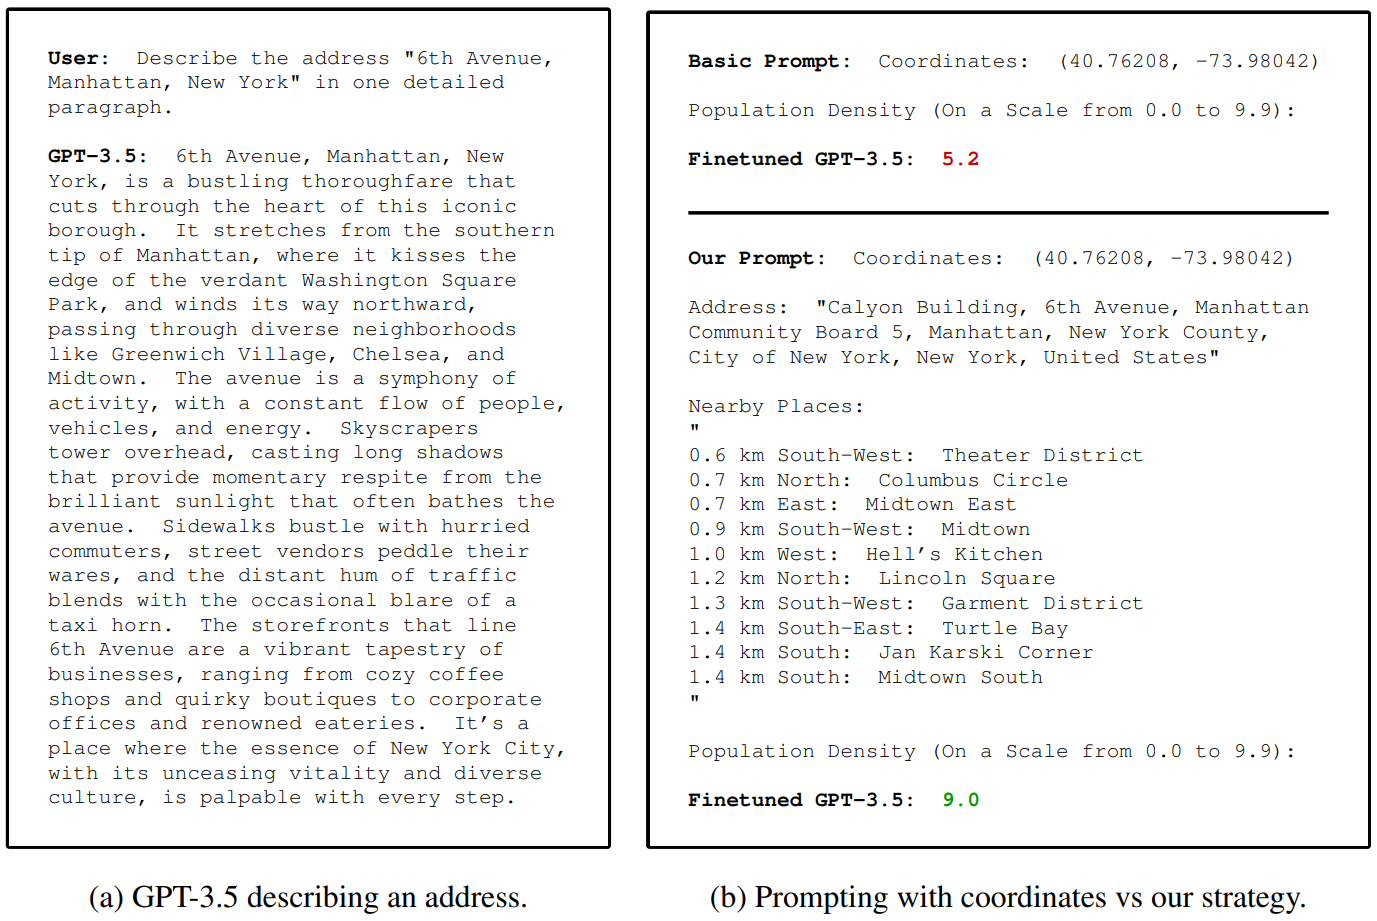 User: Describe the address "6th Avenue,
Manhattan, New York" in one detailed
paragraph.
GPT-3.5: 6th Avenue, Manhattan, New
York, is a bustling thoroughfare that
cuts through the heart of this iconic
borough. It stretches from the southern
tip of Manhattan, where it kisses the
edge of the verdant Washington Square
Park, and winds its way northward,
passing through diverse neighborhoods
like Greenwich Village, Chelsea, and
Midtown. The avenue is a symphony of
activity, with a constant flow of people,
vehicles, and energy. Skyscrapers
tower overhead, casting long shadows
that provide momentary respite from the
brilliant sunlight that often bathes the
avenue. Sidewalks bustle with hurried
commuters, street vendors peddle their
wares, and the distant hum of traffic
blends with the occasional blare of a
taxi horn. The storefronts that line
6th Avenue are a vibrant tapestry of
businesses, ranging from cozy coffee
shops and quirky boutiques to corporate
offices and renowned eateries. It's a
place where the essence of New York City,
with its unceasing vitality and diverse
culture, is palpable with every step.
(a) GPT-3.5 describing an address.
Basic Prompt: Coordinates: (40.76208, -73.98042)
Population Density (On a Scale from 0.0 to 9.9):
Finetuned GPT-3.5: 5.2
Our Prompt: Coordinates: (40.76208, -73.98042)
Address: "Calyon Building, 6th Avenue, Manhattan
Community Board 5, Manhattan, New York County,
City of New York, New York, United States"
Nearby Places:
"
0.6 km South-West: Theater District
0.7 km North: Columbus Circle
0.7 km East: Midtown East
0.9 km South-West: Midtown
1.0 km West: Hell's Kitchen
1.2 km North: Lincoln Square
1.3 km South-West: Garment District
1.4 km South-East: Turtle Bay
1.4 km South: Jan Karski Corner
1.4 km South: Midtown South
"
Population Density (On a Scale from 0.0 to 9.9):
Finetuned GPT-3.5: 9.0
(b) Prompting with coordinates vs our strategy.